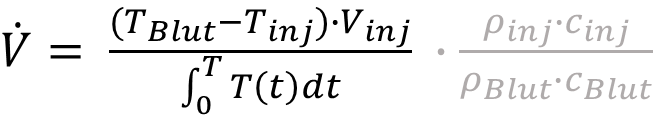 V̇ = (T_Blut−T_inj)·V_inj / ∫_0^T T(t)dt · ρ_inj·c_inj / ρ_Blut·c_Blut